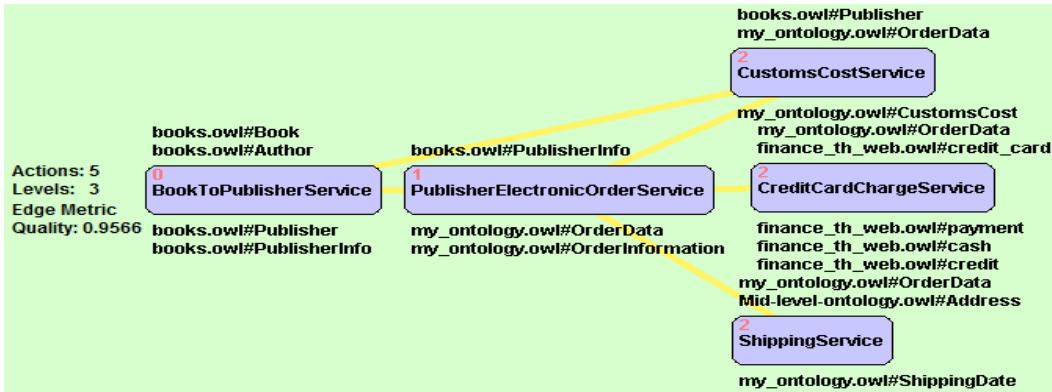 Actions: 5
Levels: 3
Edge Metric
Quality: 0.9566
books.owl#Book
books.owl#Author
0
BookToPublisherService
books.owl#Publisher
books.owl#PublisherInfo
books.owl#PublisherInfo
1
PublisherElectronicOrderService
my_ontology.owl#OrderData
my_ontology.owl#OrderInformation
books.owl#Publisher
my_ontology.owl#OrderData
2
CustomsCostService
my_ontology.owl#CustomsCost
my_ontology.owl#OrderData
finance_th_web.owl#credit_card
2
CreditCardChargeService
finance_th_web.owl#payment
finance_th_web.owl#cash
finance_th_web.owl#credit
my_ontology.owl#OrderData
Mid-level-ontology.owl#Address
2
ShippingService
my_ontology.owl#ShippingDate